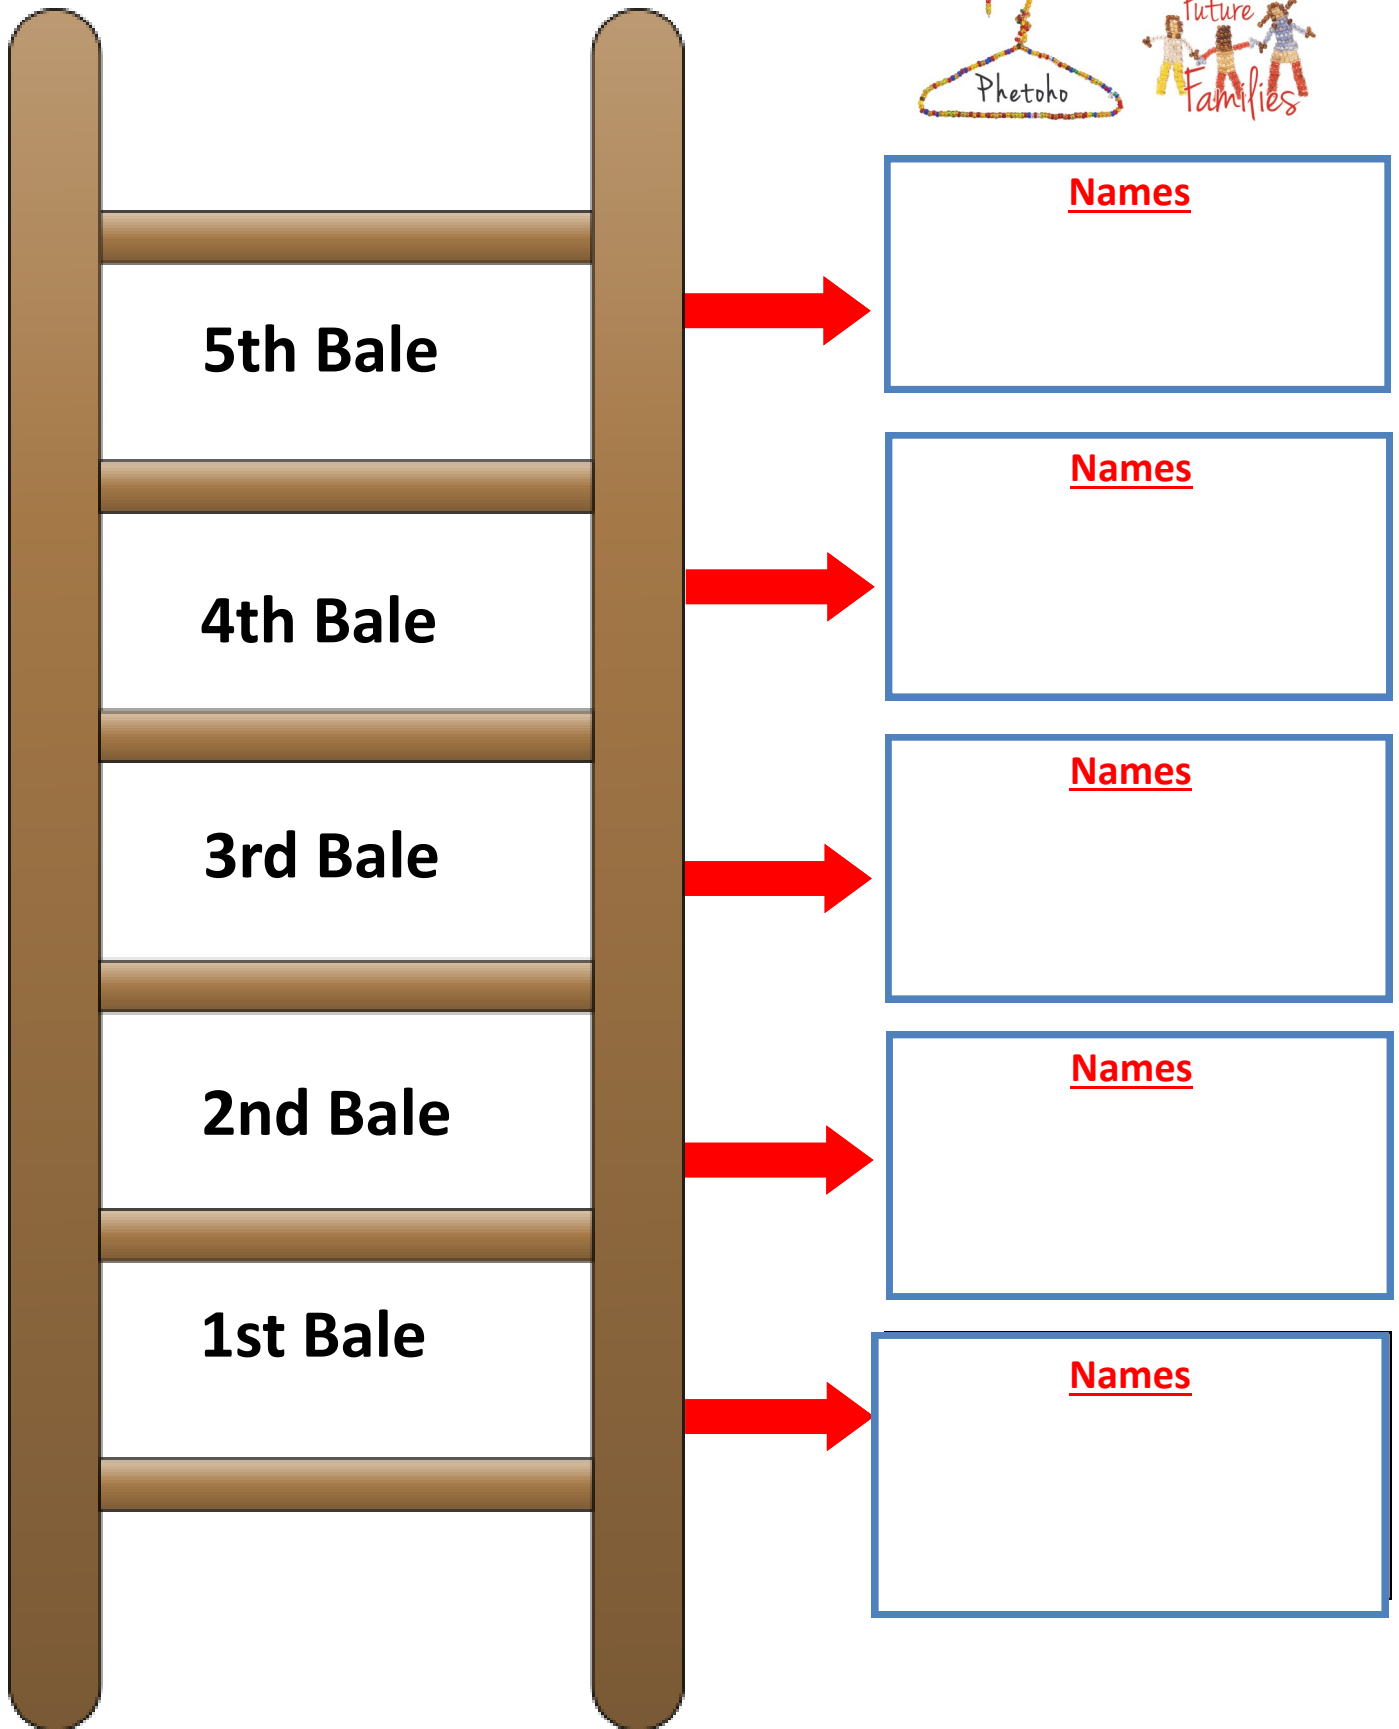 Phetoho
Future
Families
Names
5th Bale
Names
4th Bale
Names
3rd Bale
Names
2nd Bale
Names
1st Bale